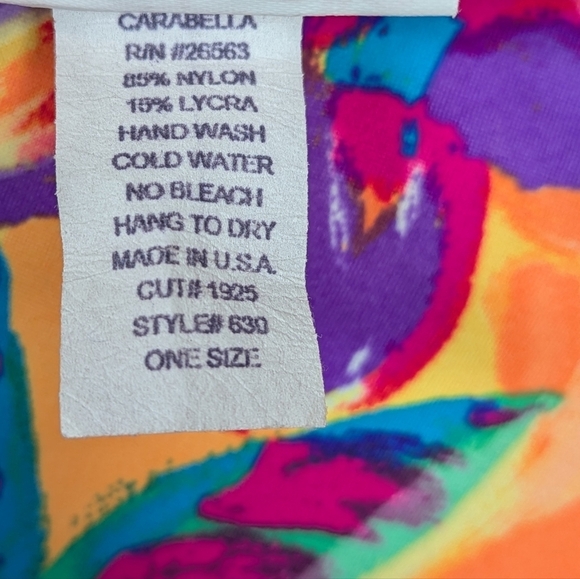 CARABELLA
R/N #26563
85% NYLON
15% LYCRA
HAND WASH
COLD WATER
NO BLEACH
HANG TO DRY
MADE IN U.S.A.
CUT# 1925
STYLE# 630
ONE SIZE